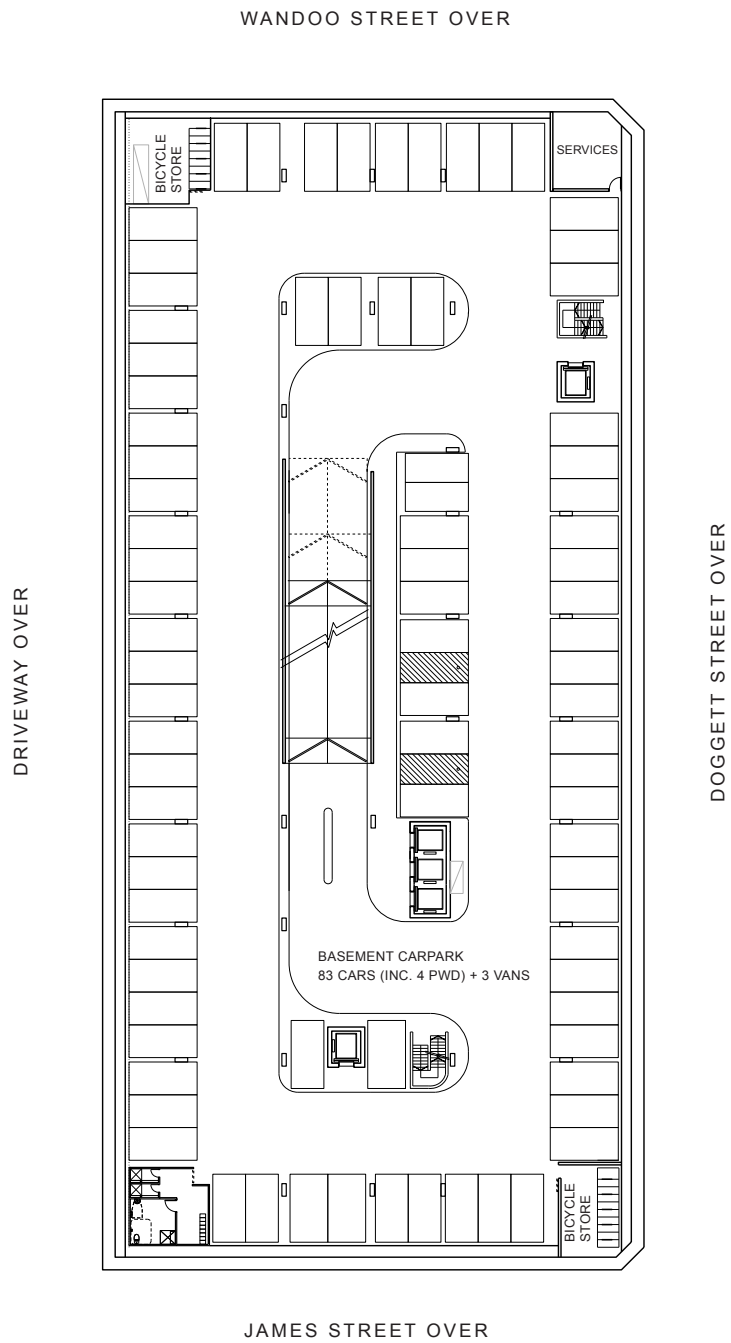 WANDOO STREET OVER
BICYCLE
STORE
SERVICES
DRIVEWAY OVER
DOGGETT STREET OVER
BASEMENT CARPARK
83 CARS (INC. 4 PWD) + 3 VANS
BICYCLE
STORE
JAMES STREET OVER